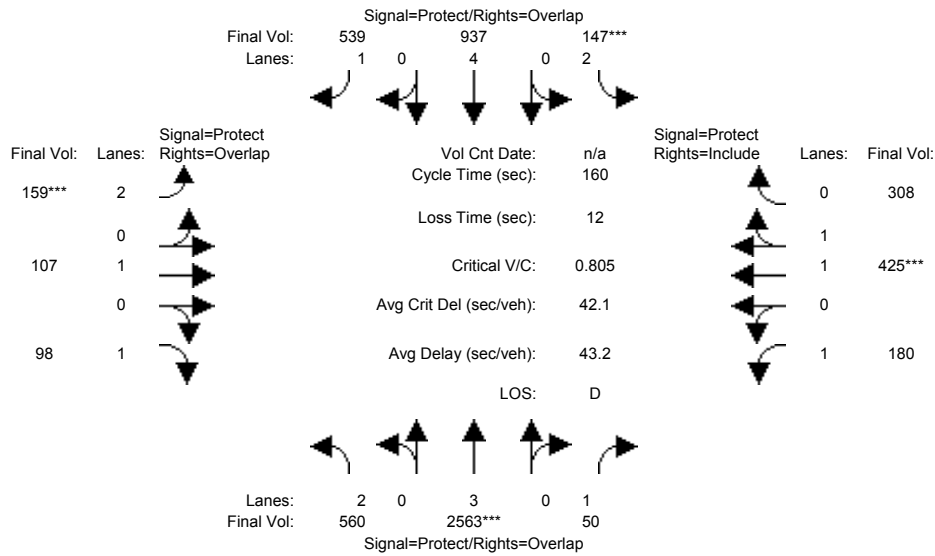 Signal=Protect/Rights=Overlap
Final Vol: 539 937 147***
Lanes: 1 0 4 0 2
Signal=Protect
Final Vol: Lanes: Rights=Overlap
Vol Cnt Date: n/a
Signal=Protect
Rights=Include Lanes: Final Vol:
Cycle Time (sec): 160
159*** 2
0 308
Loss Time (sec): 12
0
1
107 1
Critical V/C: 0.805
1 425***
0
Avg Crit Del (sec/veh): 42.1
0
98 1
Avg Delay (sec/veh): 43.2
1 180
LOS: D
Lanes: 2 0 3 0 1
Final Vol: 560 2563*** 50
Signal=Protect/Rights=Overlap